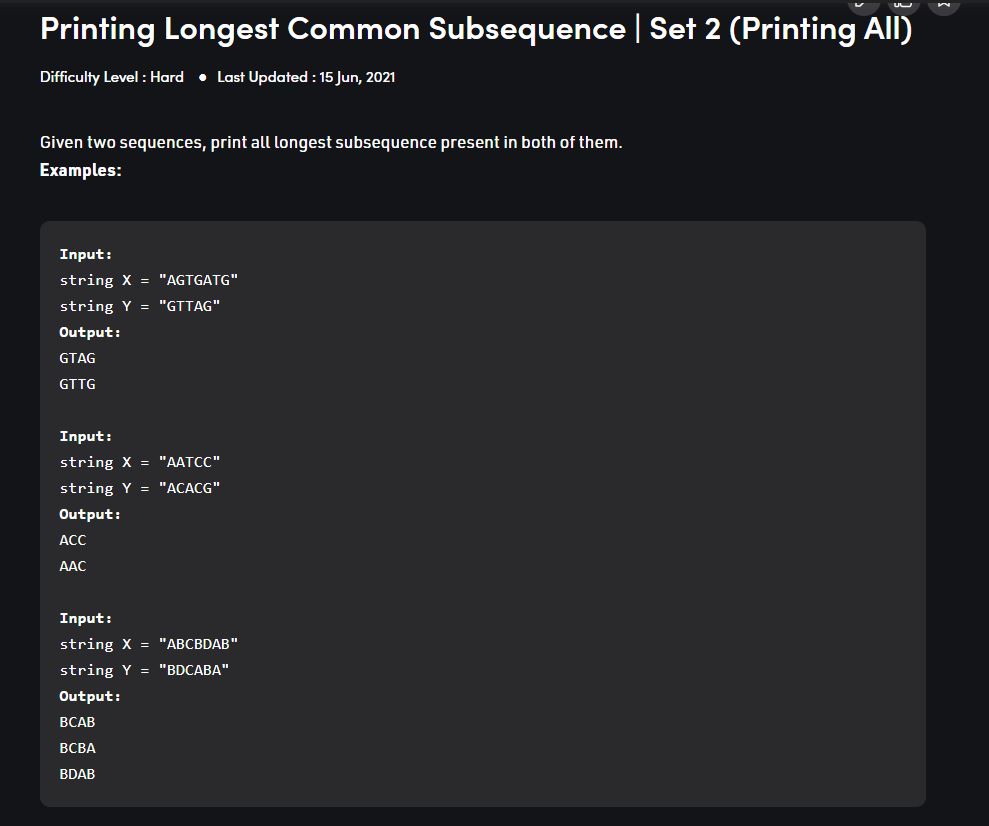 Printing Longest Common Subsequence | Set 2 (Printing All)
Difficulty Level : Hard ● Last Updated : 15 Jun, 2021
Given two sequences, print all longest subsequence present in both of them.
Examples:
Input:
string X = "AGTGATG"
string Y = "GTTAG"
Output:
GTAG
GTTG
Input:
string X = "AATCC"
string Y = "ACACG"
Output:
ACC
AAC
Input:
string X = "ABCBDAB"
string Y = "BDCABA"
Output:
BCAB
BCBA
BDAB